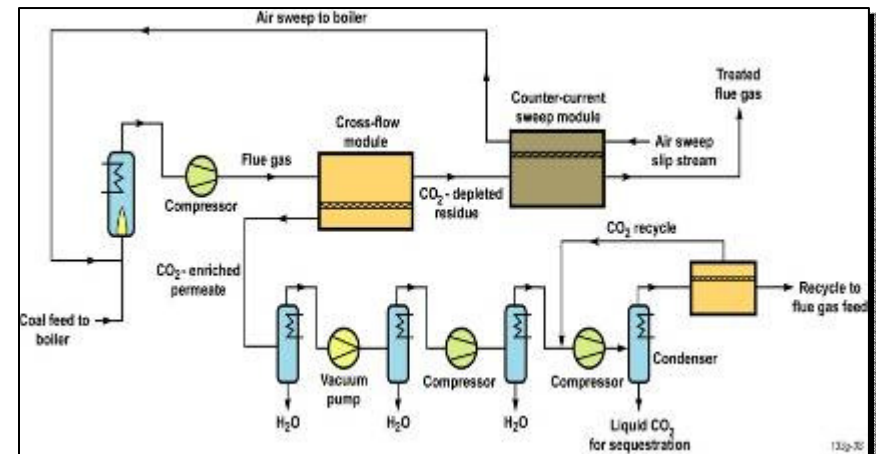 Air sweep to boiler
Treated
flue gas
Counter-current
sweep module
Cross-flow
module
Flue gas
Air sweep
slip stream
Compressor
CO2 - depleted
residue
CO2 recycle
CO2 - enriched
permeate
Recycle to
flue gas feed
Coal feed to
boiler
Condenser
Vacuum
pump
Compressor
Compressor
H2O
H2O
H2O
Liquid CO2
for sequestration